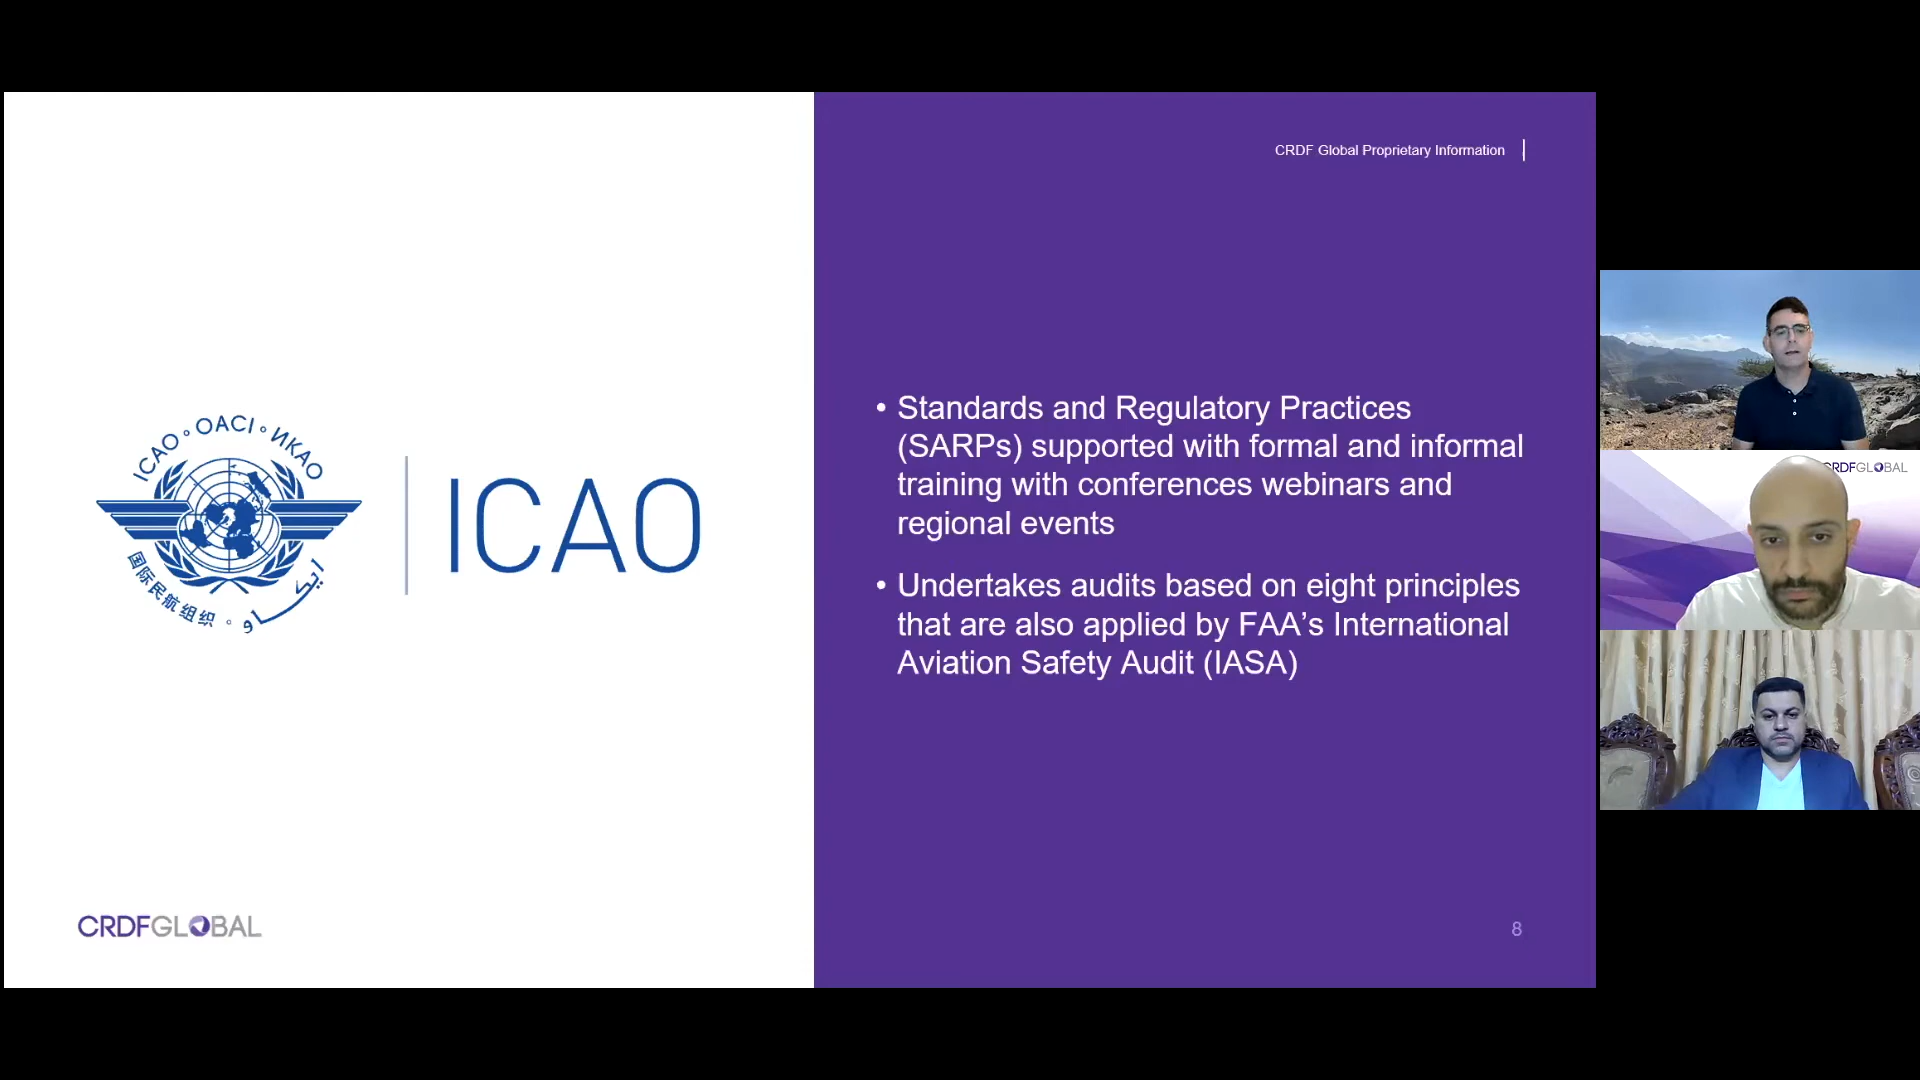 CRDF Global Proprietary Information
ICAO ◦ OACI ◦ ИКАО
国际民航组织 ◦ ايكاو
ICAO
• Standards and Regulatory Practices
(SARPs) supported with formal and informal
training with conferences webinars and
regional events
• Undertakes audits based on eight principles
that are also applied by FAA’s International
Aviation Safety Audit (IASA)
CRDFGLOBAL
8
CRDFGLOBAL